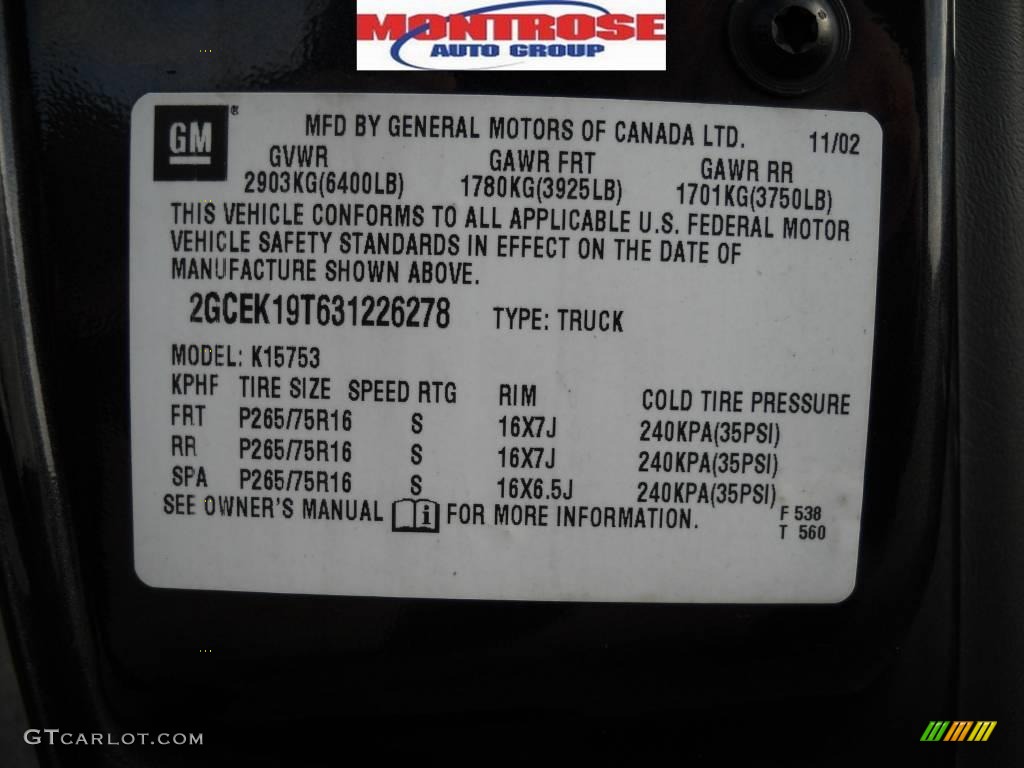 MONTROSE
AUTO GROUP
GM ® MFD BY GENERAL MOTORS OF CANADA LTD. 11/02
GVWR GAWR FRT GAWR RR
2903KG(6400LB) 1780KG(3925LB) 1701KG(3750LB)
THIS VEHICLE CONFORMS TO ALL APPLICABLE U.S. FEDERAL MOTOR
VEHICLE SAFETY STANDARDS IN EFFECT ON THE DATE OF
MANUFACTURE SHOWN ABOVE.
2GCEK19T631226278 TYPE: TRUCK
MODEL: K15753
KPHF TIRE SIZE SPEED RTG RIM COLD TIRE PRESSURE
FRT P265/75R16 S 16X7J 240KPA(35PSI)
RR P265/75R16 S 16X7J 240KPA(35PSI)
SPA P265/75R16 S 16X6.5J 240KPA(35PSI)
SEE OWNER'S MANUAL i FOR MORE INFORMATION.
F 538
T 560
GTCARLOT.COM